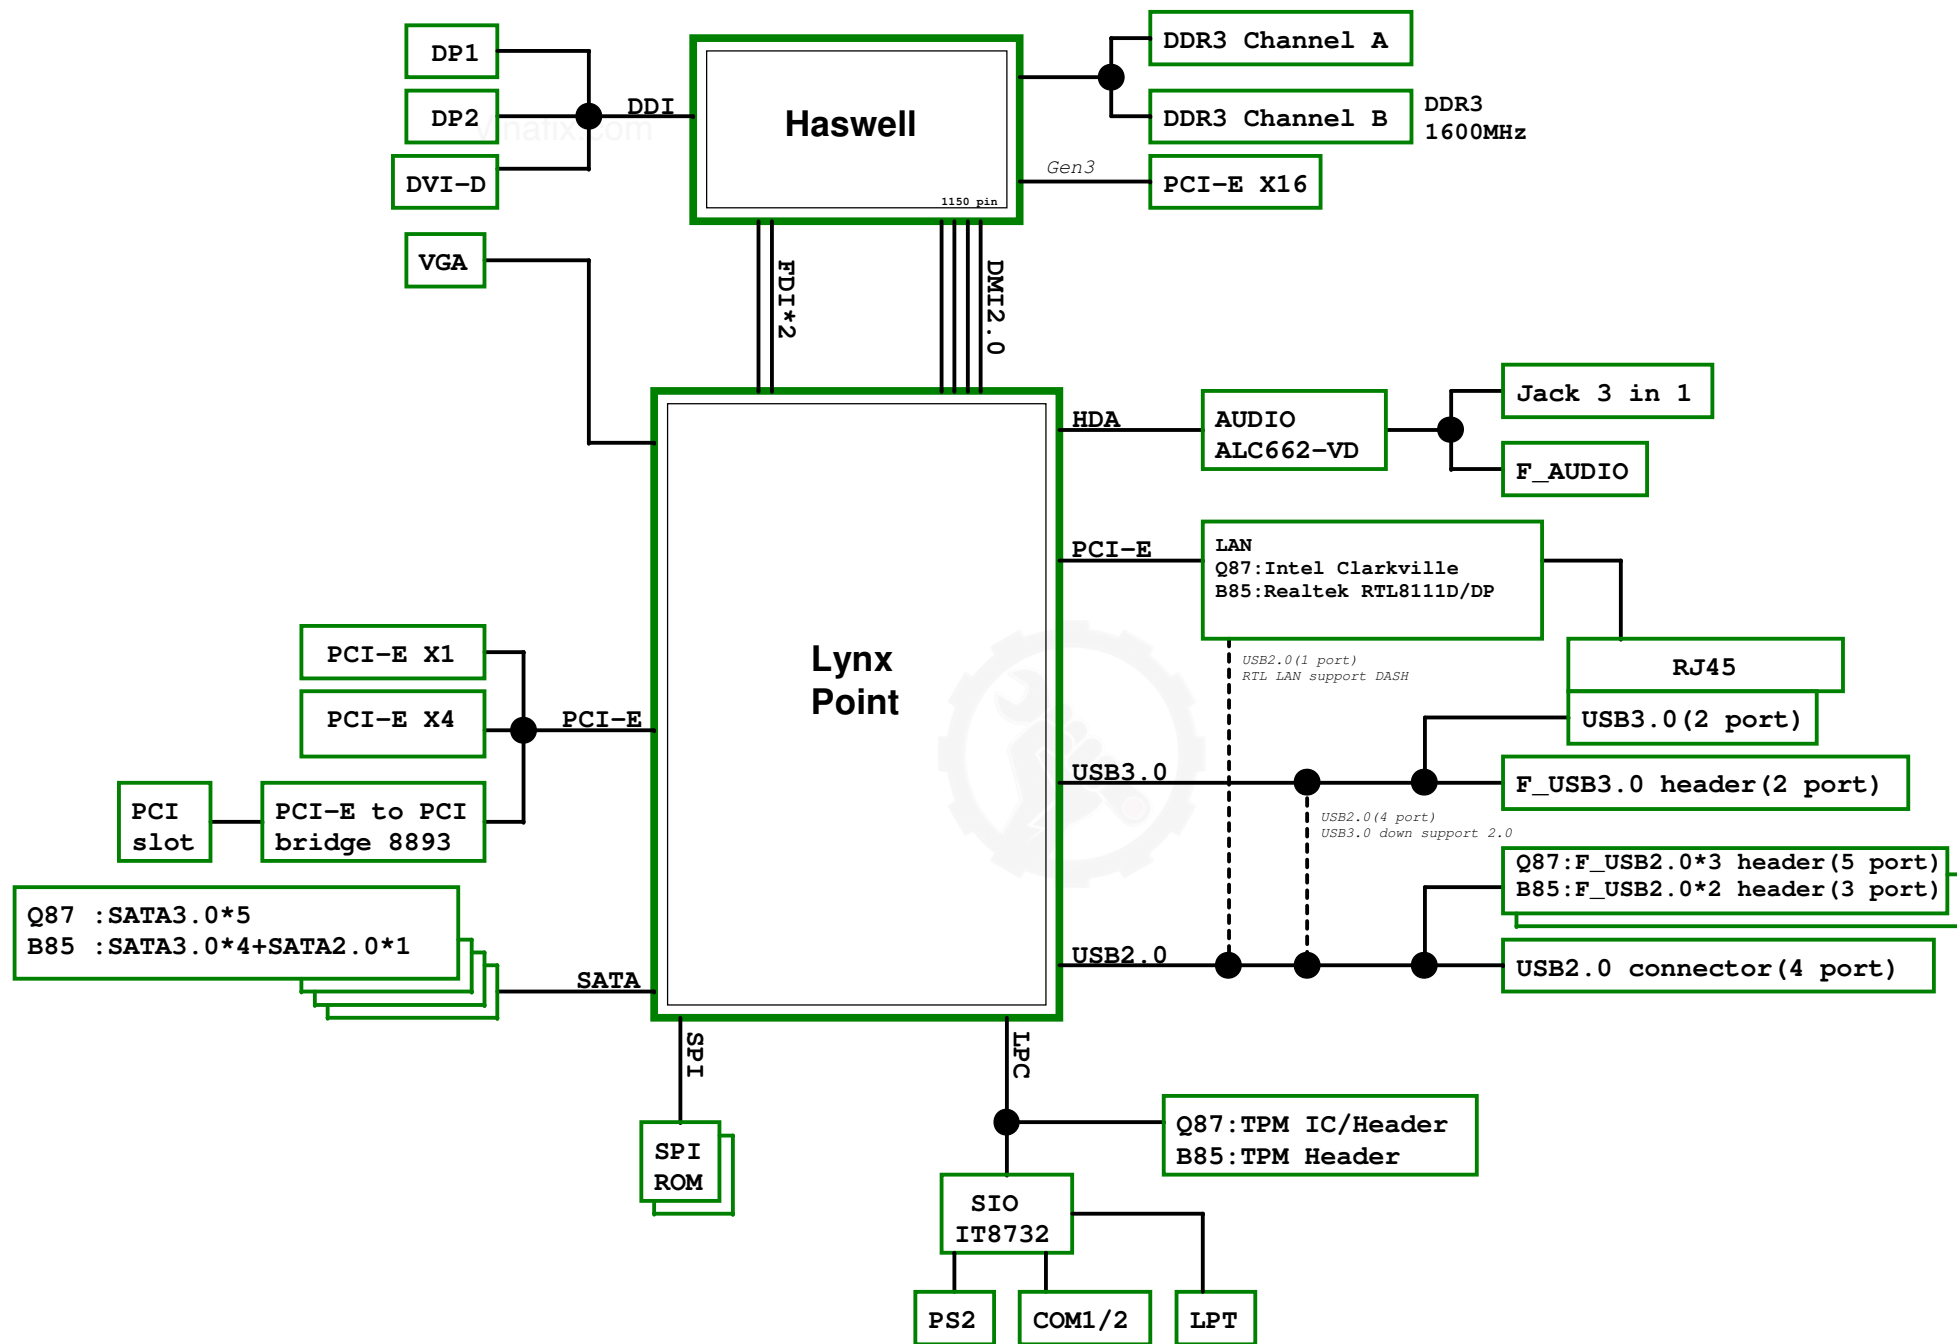 DP1
DP2
DVI-D
DDI
Vinafix.com
Haswell
1150 pin
DDR3 Channel A
DDR3 Channel B
DDR3
1600MHz
Gen3
PCI-E X16
VGA
FDI*2
DMI2.0
Lynx
Point
HDA
AUDIO
ALC662-VD
Jack 3 in 1
F_AUDIO
PCI-E
LAN
Q87:Intel Clarkville
B85:Realtek RTL8111D/DP
USB2.0(1 port)
RTL LAN support DASH
RJ45
USB3.0(2 port)
USB3.0
F_USB3.0 header(2 port)
USB2.0(4 port)
USB3.0 down support 2.0
Q87:F_USB2.0*3 header(5 port)
B85:F_USB2.0*2 header(3 port)
USB2.0
USB2.0 connector(4 port)
PCI-E X1
PCI-E X4
PCI-E
PCI
slot
PCI-E to PCI
bridge 8893
Q87 :SATA3.0*5
B85 :SATA3.0*4+SATA2.0*1
SATA
SPI
SPI
ROM
LPC
Q87:TPM IC/Header
B85:TPM Header
SIO
IT8732
PS2
COM1/2
LPT